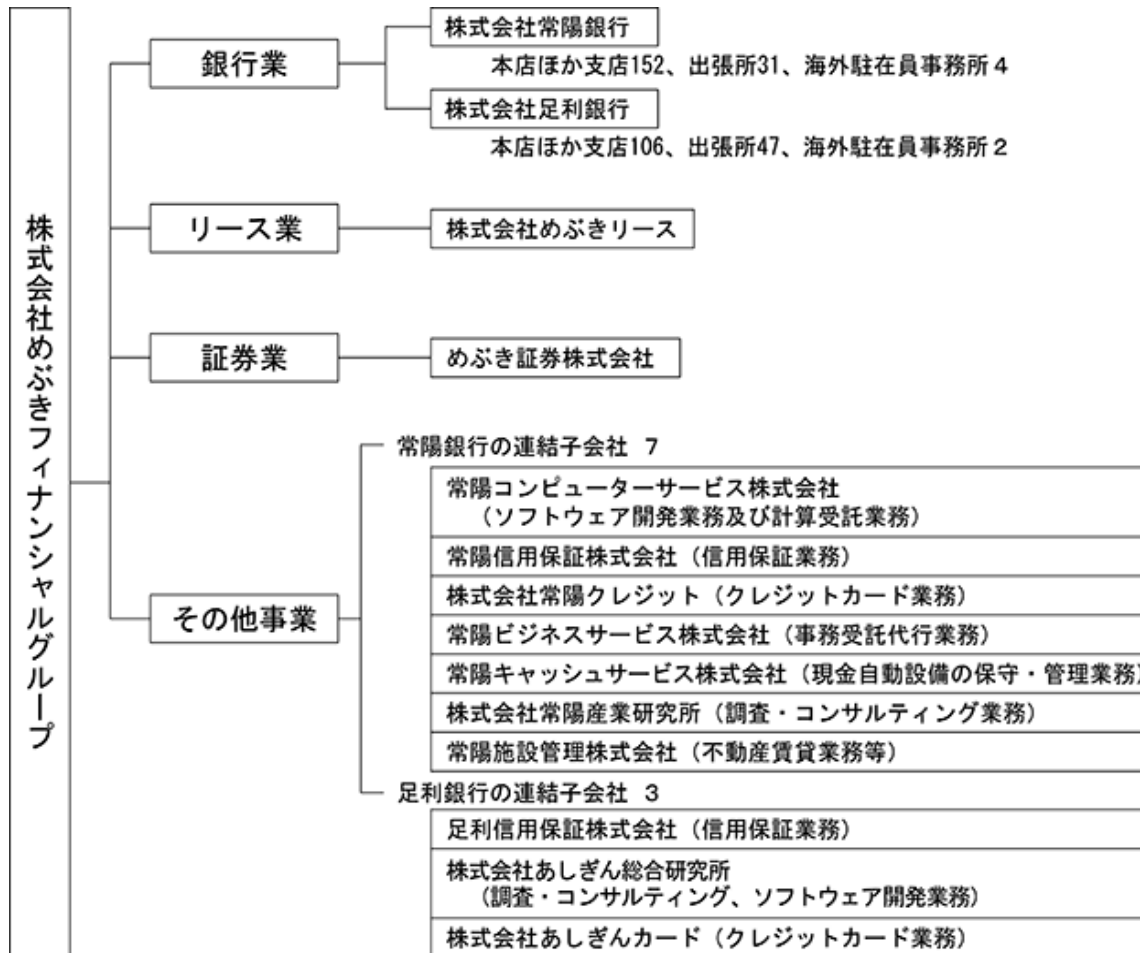 株式会社めぶきフィナンシャルグループ
銀行業
株式会社常陽銀行
本店ほか支店152、出張所31、海外駐在員事務所4
株式会社足利銀行
本店ほか支店106、出張所47、海外駐在員事務所2
リース業
株式会社めぶきリース
証券業
めぶき証券株式会社
その他事業
常陽銀行の連結子会社 7
常陽コンピューターサービス株式会社
(ソフトウェア開発業務及び計算受託業務)
常陽信用保証株式会社(信用保証業務)
株式会社常陽クレジット(クレジットカード業務)
常陽ビジネスサービス株式会社(事務受託代行業務)
常陽キャッシュサービス株式会社(現金自動設備の保守・管理業務)
株式会社常陽産業研究所(調査・コンサルティング業務)
常陽施設管理株式会社(不動産賃貸業務等)
足利銀行の連結子会社 3
足利信用保証株式会社(信用保証業務)
株式会社あしぎん総合研究所
(調査・コンサルティング、ソフトウェア開発業務)
株式会社あしぎんカード(クレジットカード業務)